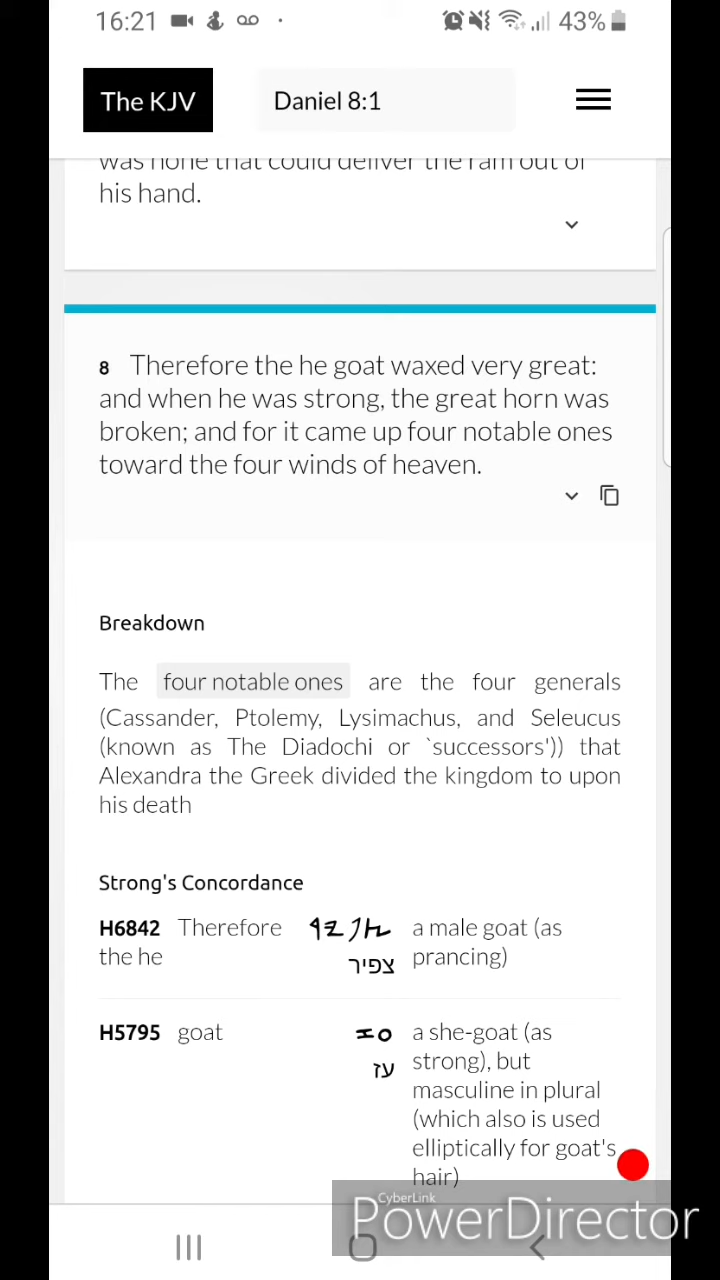 16:21 43%
The KJV Daniel 8:1
was none that could deliver the ram out of
his hand.
8 Therefore the he goat waxed very great:
and when he was strong, the great horn was
broken; and for it came up four notable ones
toward the four winds of heaven.
Breakdown
The four notable ones are the four generals
(Cassander, Ptolemy, Lysimachus, and Seleucus
(known as The Diadochi or `successors')) that
Alexandra the Greek divided the kingdom to upon
his death
Strong's Concordance
H6842 Therefore 𐤑𐤐𐤉𐤓 a male goat (as
the he צפיר prancing)
H5795 goat 𐤏𐤆 a she-goat (as
עז strong), but
masculine in plural
(which also is used
elliptically for goat's
hair)
CyberLink
PowerDirector